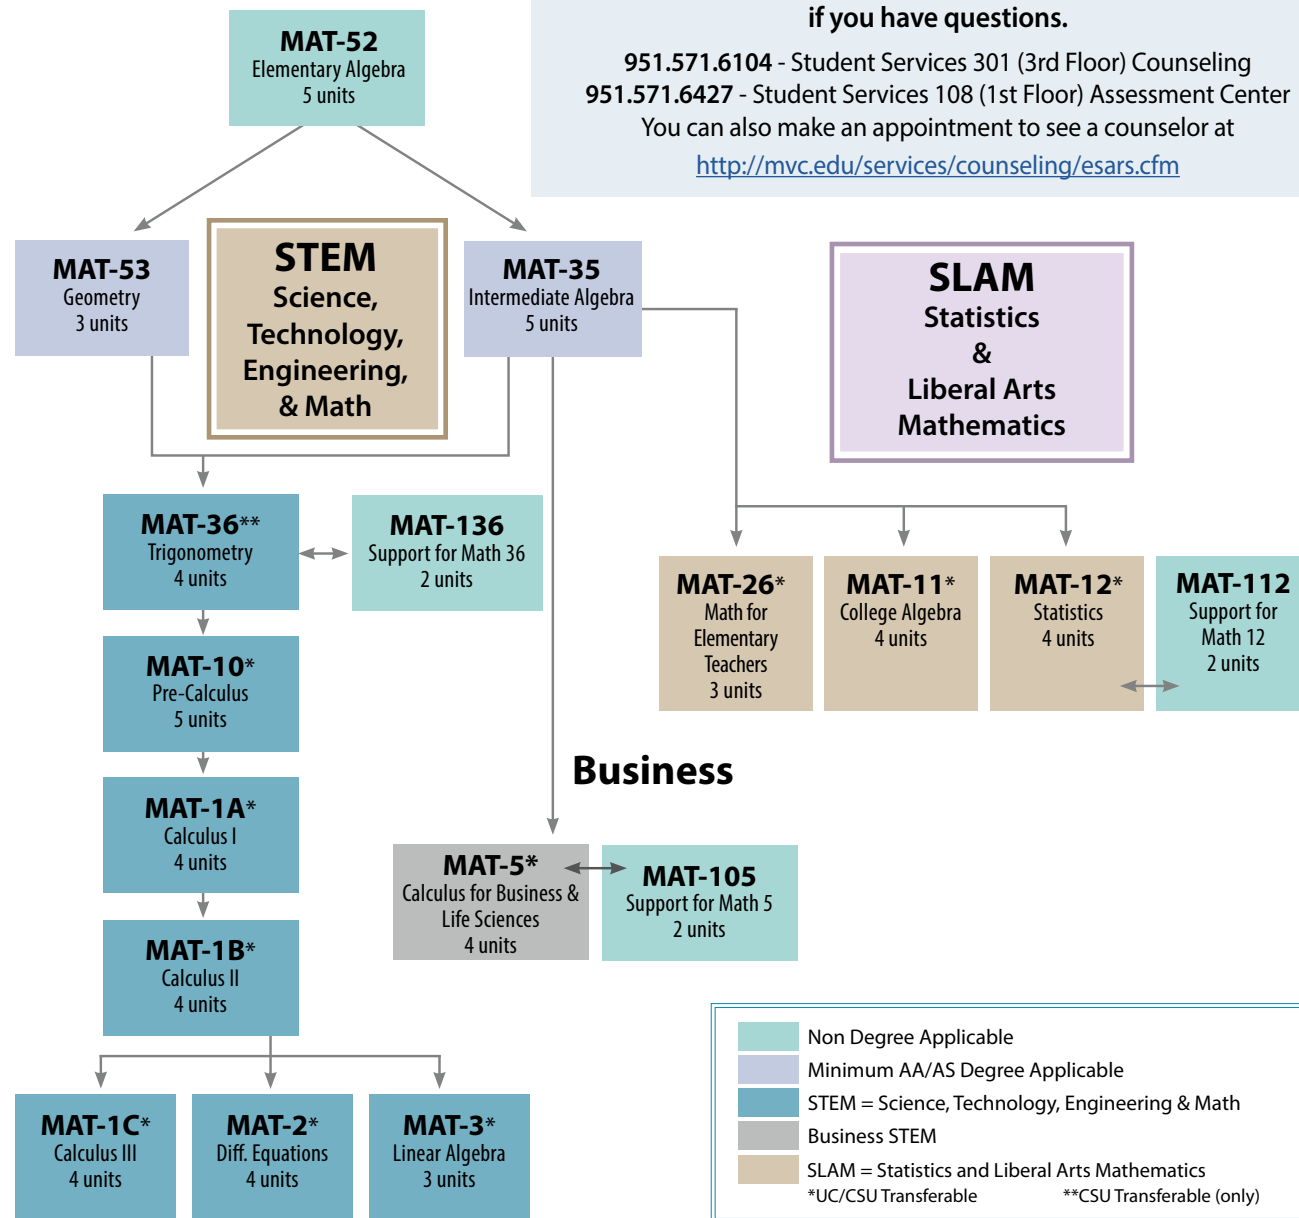 if you have questions.
951.571.6104 - Student Services 301 (3rd Floor) Counseling
951.571.6427 - Student Services 108 (1st Floor) Assessment Center
You can also make an appointment to see a counselor at
http://mvc.edu/services/counseling/esars.cfm
MAT-52
Elementary Algebra
5 units
MAT-53
Geometry
3 units
STEM
Science,
Technology,
Engineering,
& Math
MAT-35
Intermediate Algebra
5 units
SLAM
Statistics
&
Liberal Arts
Mathematics
MAT-36**
Trigonometry
4 units
MAT-136
Support for Math 36
2 units
MAT-26*
Math for
Elementary
Teachers
3 units
MAT-11*
College Algebra
4 units
MAT-12*
Statistics
4 units
MAT-112
Support for
Math 12
2 units
MAT-10*
Pre-Calculus
5 units
Business
MAT-1A*
Calculus I
4 units
MAT-5*
Calculus for Business &
Life Sciences
4 units
MAT-105
Support for Math 5
2 units
MAT-1B*
Calculus II
4 units
MAT-1C*
Calculus III
4 units
MAT-2*
Diff. Equations
4 units
MAT-3*
Linear Algebra
3 units
Non Degree Applicable
Minimum AA/AS Degree Applicable
STEM = Science, Technology, Engineering & Math
Business STEM
SLAM = Statistics and Liberal Arts Mathematics
*UC/CSU Transferable **CSU Transferable (only)